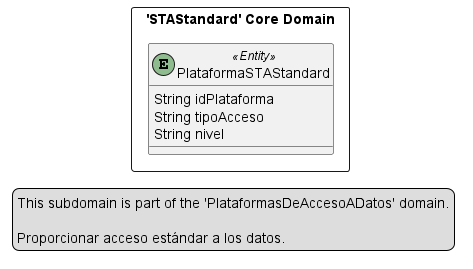 'STAStandard' Core Domain
E
«Entity»
PlataformaSTAStandard
String idPlataforma
String tipoAcceso
String nivel
This subdomain is part of the 'PlataformasDeAccesoADatos' domain.
Proporcionar acceso estándar a los datos.